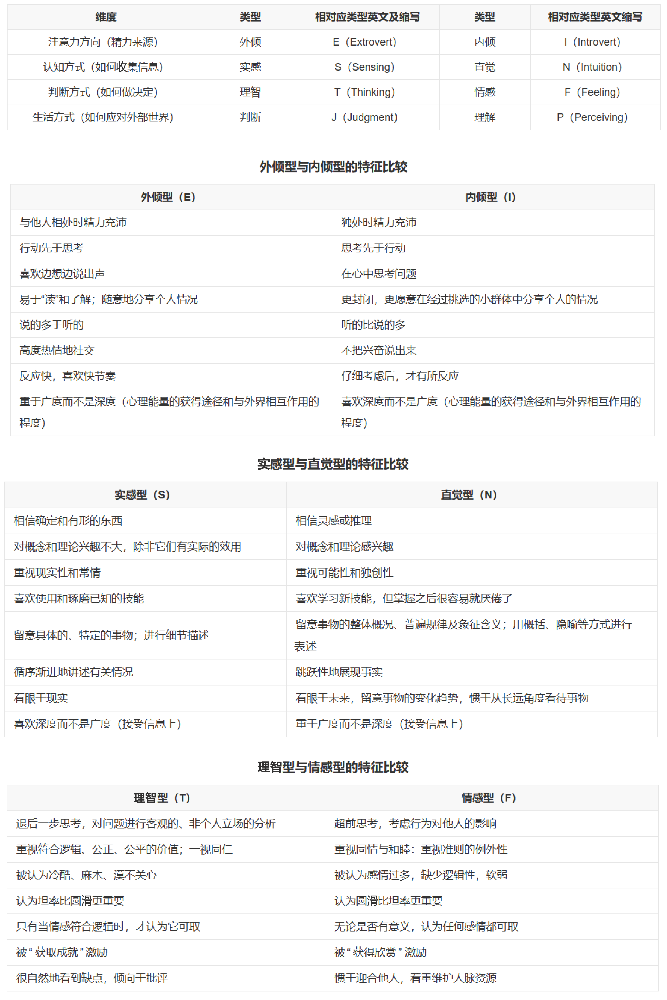 维度 类型 相对应类型英文及缩写 类型 相对应类型英文缩写
注意力方向（精力来源） 外倾 E（Extrovert） 内倾 I（Introvert）
认知方式（如何收集信息） 实感 S（Sensing） 直觉 N（Intuition）
判断方式（如何做决定） 理智 T（Thinking） 情感 F（Feeling）
生活方式（如何应对外部世界） 判断 J（Judgment） 理解 P（Perceiving）
外倾型与内倾型的特征比较
外倾型（E） 内倾型（I）
与他人相处时精力充沛 独处时精力充沛
行动先于思考 思考先于行动
喜欢边想边说出声 在心中思考问题
易于“读”和了解；随意地分享个人情况 更封闭，更愿意在经过挑选的小群体中分享个人的情况
说的多于听的 听的比说的多
高度热情地社交 不把兴奋说出来
反应快，喜欢快节奏 仔细考虑后，才有所反应
重于广度而不是深度（心理能量的获得途径和与外界相互作用的 喜欢深度而不是广度（心理能量的获得途径和与外界相互作用的
程度） 程度）
实感型与直觉型的特征比较
实感型（S） 直觉型（N）
相信确定和有形的东西 相信灵感或推理
对概念和理论兴趣不大，除非它们有实际的效用 对概念和理论感兴趣
重视现实性和常情 重视可能性和独创性
喜欢使用和琢磨已知的技能 喜欢学习新技能，但掌握之后很容易就厌倦了
留意具体的、特定的事物；进行细节描述 留意事物的整体概况、普遍规律及象征含义；用概括、隐喻等方式进行
表述
循序渐进地讲述有关情况 跳跃性地展现事实
着眼于现实 着眼于未来，留意事物的变化趋势，惯于从长远角度看待事物
喜欢深度而不是广度（接受信息上） 重于广度而不是深度（接受信息上）
理智型与情感型的特征比较
理智型（T） 情感型（F）
退后一步思考，对问题进行客观的、非个人立场的分析 超前思考，考虑行为对他人的影响
重视符合逻辑、公正、公平的价值；一视同仁 重视同情与和睦：重视准则的例外性
被认为冷酷、麻木、漠不关心 被认为感情过多，缺少逻辑性，软弱
认为坦率比圆滑更重要 认为圆滑比坦率更重要
只有当情感符合逻辑时，才认为它可取 无论是否有意义，认为任何感情都可取
被“获取成就”激励 被“获得欣赏”激励
很自然地看到缺点，倾向于批评 惯于迎合他人，着重维护人脉资源